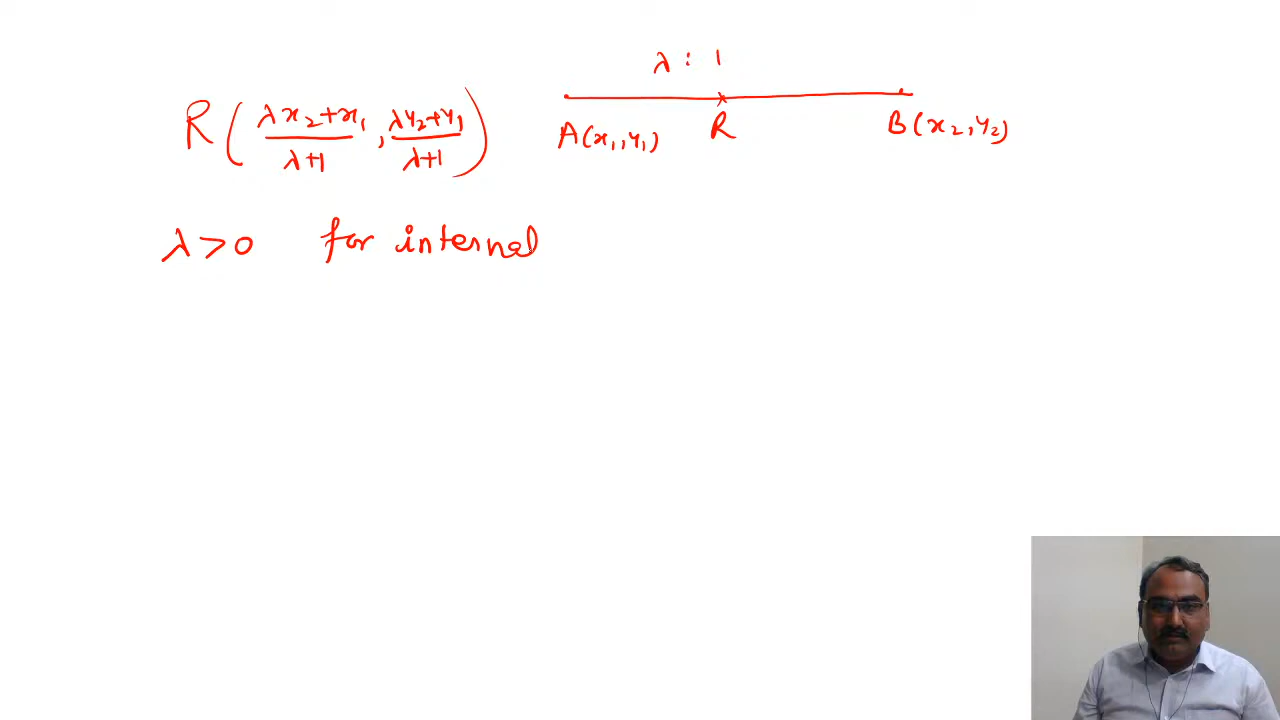 λ : 1
R ( λx₂+x₁ / λ+1 , λy₂+y₁ / λ+1 )
A(x₁,y₁) R B(x₂,y₂)
λ>0 for internal